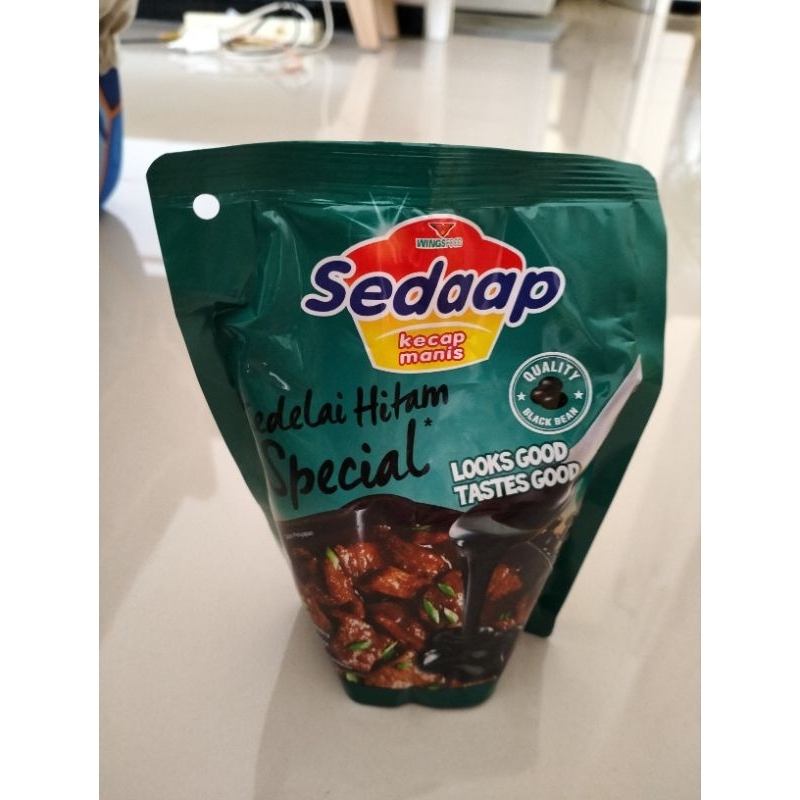 WINGSFOOD
Sedaap
kecap
manis
QUALITY
BLACK BEAN
edelai Hitam
Special*
LOOKS GOOD
TASTES GOOD